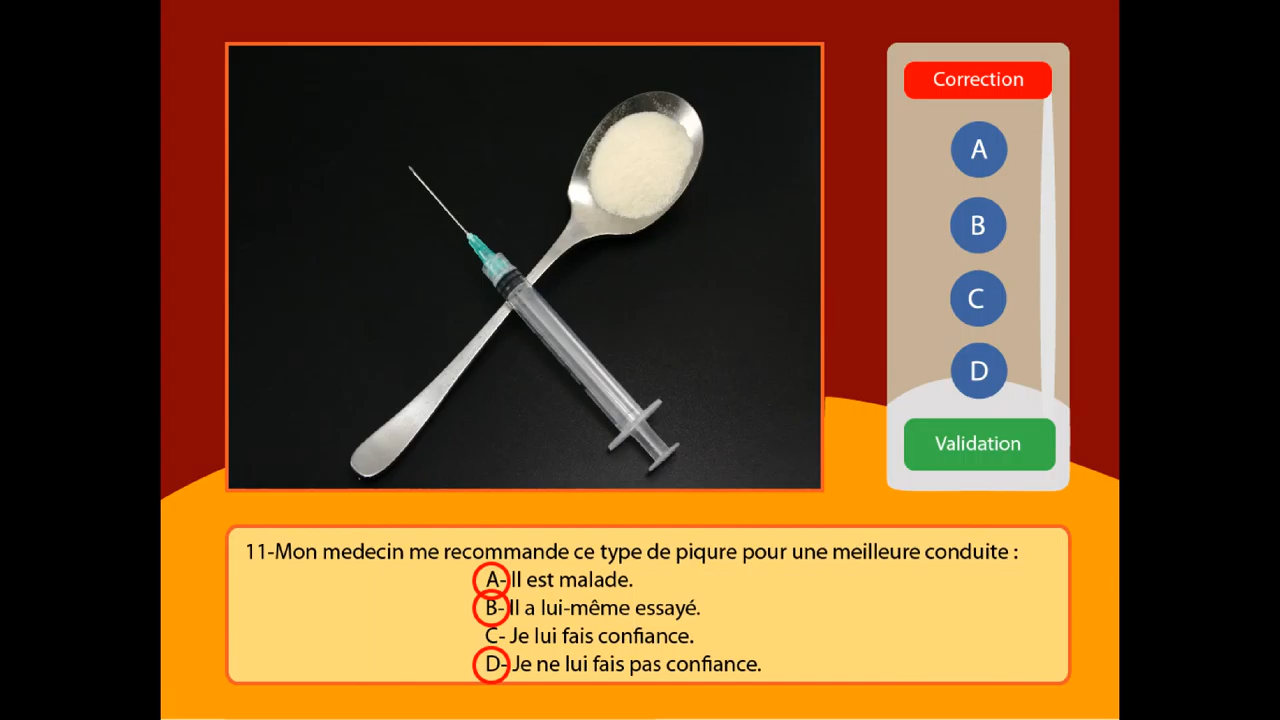 Correction
A
B
C
D
Validation
11-Mon medecin me recommande ce type de piqure pour une meilleure conduite :
A- Il est malade.
B- Il a lui-même essayé.
C- Je lui fais confiance.
D- Je ne lui fais pas confiance.